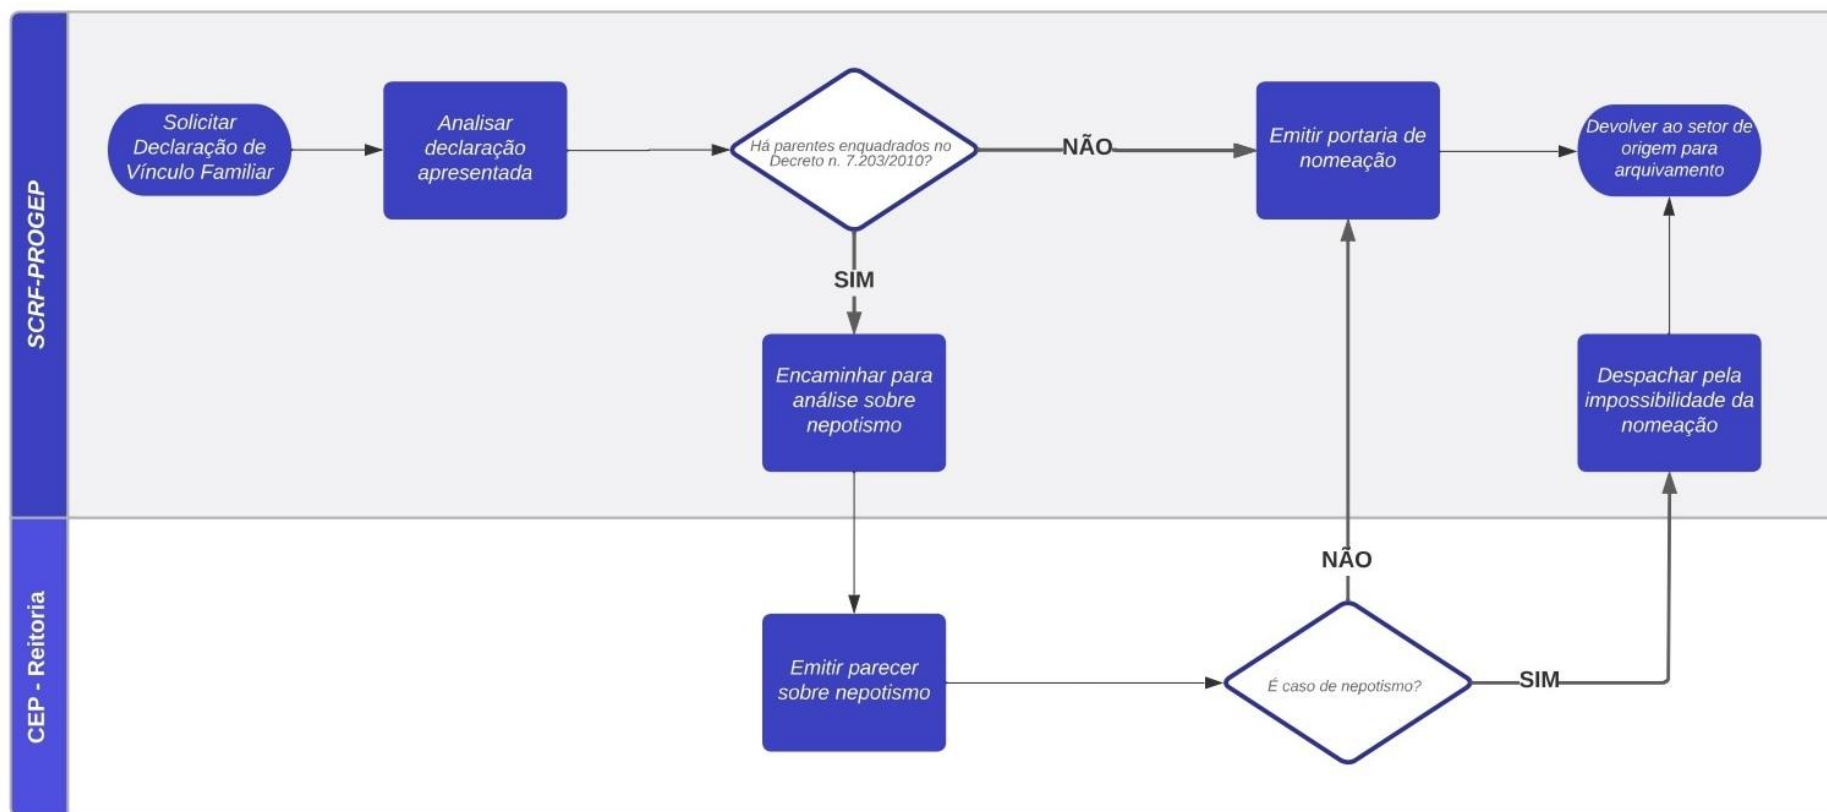 SCRF-PROGEP
Solicitar
Declaração de
Vínculo Familiar
Analisar
declaração
apresentada
Há parentes enquadrados no
Decreto n. 7.203/2010?
NÃO
Emitir portaria de
nomeação
Devolver ao setor de
origem para
arquivamento
SIM
Encaminhar para
análise sobre
nepotismo
Despachar pela
impossibilidade da
nomeação
CEP - Reitoria
Emitir parecer
sobre nepotismo
É caso de nepotismo?
NÃO
SIM